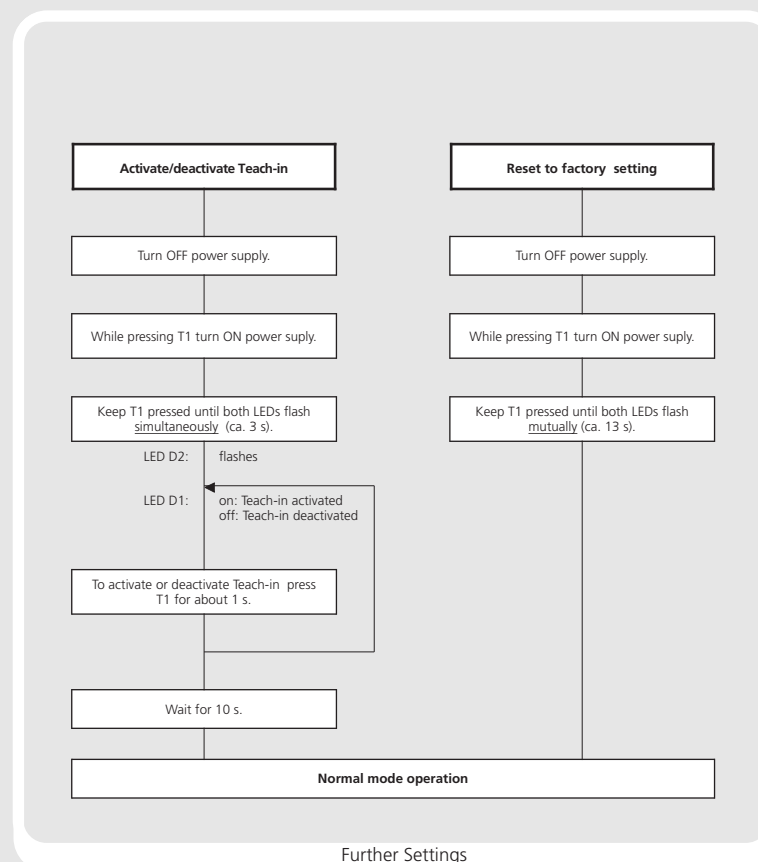 Activate/deactivate Teach-in
Turn OFF power supply.
While pressing T1 turn ON power suply.
Keep T1 pressed until both LEDs flash
simultaneously (ca. 3 s).
LED D2: flashes
LED D1: on: Teach-in activated
off: Teach-in deactivated
To activate or deactivate Teach-in press
T1 for about 1 s.
Wait for 10 s.
Reset to factory setting
Turn OFF power supply.
While pressing T1 turn ON power suply.
Keep T1 pressed until both LEDs flash
mutually (ca. 13 s).
Normal mode operation
Further Settings